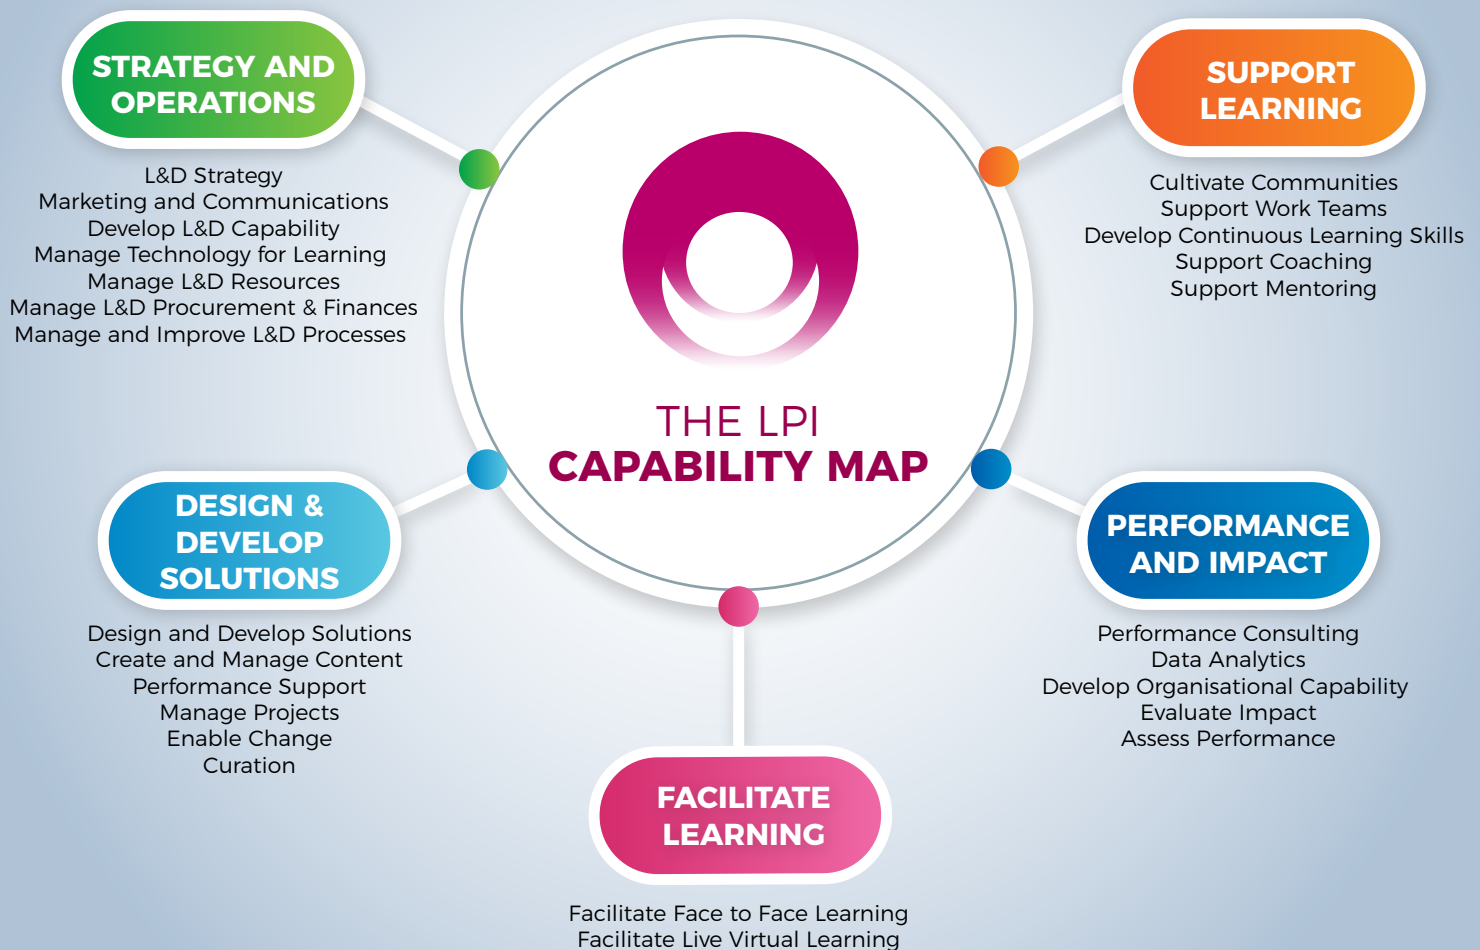 STRATEGY AND
OPERATIONS
L&D Strategy
Marketing and Communications
Develop L&D Capability
Manage Technology for Learning
Manage L&D Resources
Manage L&D Procurement & Finances
Manage and Improve L&D Processes
SUPPORT
LEARNING
Cultivate Communities
Support Work Teams
Develop Continuous Learning Skills
Support Coaching
Support Mentoring
THE LPI
CAPABILITY MAP
DESIGN &
DEVELOP
SOLUTIONS
Design and Develop Solutions
Create and Manage Content
Performance Support
Manage Projects
Enable Change
Curation
PERFORMANCE
AND IMPACT
Performance Consulting
Data Analytics
Develop Organisational Capability
Evaluate Impact
Assess Performance
FACILITATE
LEARNING
Facilitate Face to Face Learning
Facilitate Live Virtual Learning